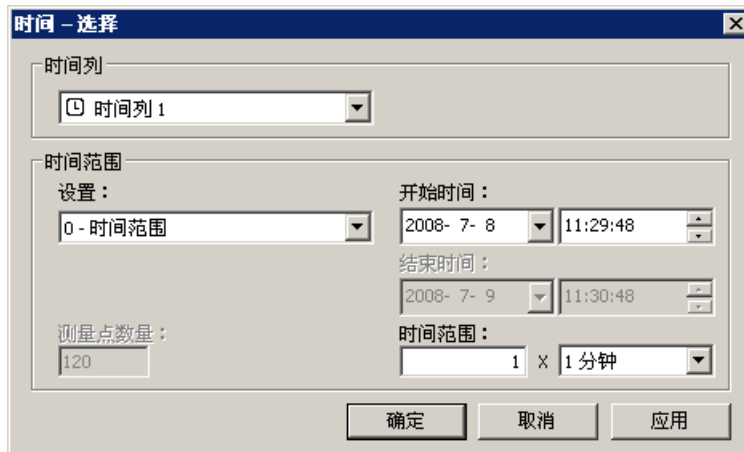 时间 – 选择
时间列
时间列 1
时间范围
设置：
开始时间：
0 - 时间范围
2008- 7- 8
11:29:48
结束时间：
2008- 7- 9
11:30:48
测量点数量：
时间范围：
120
1 X 1 分钟
确定
取消
应用